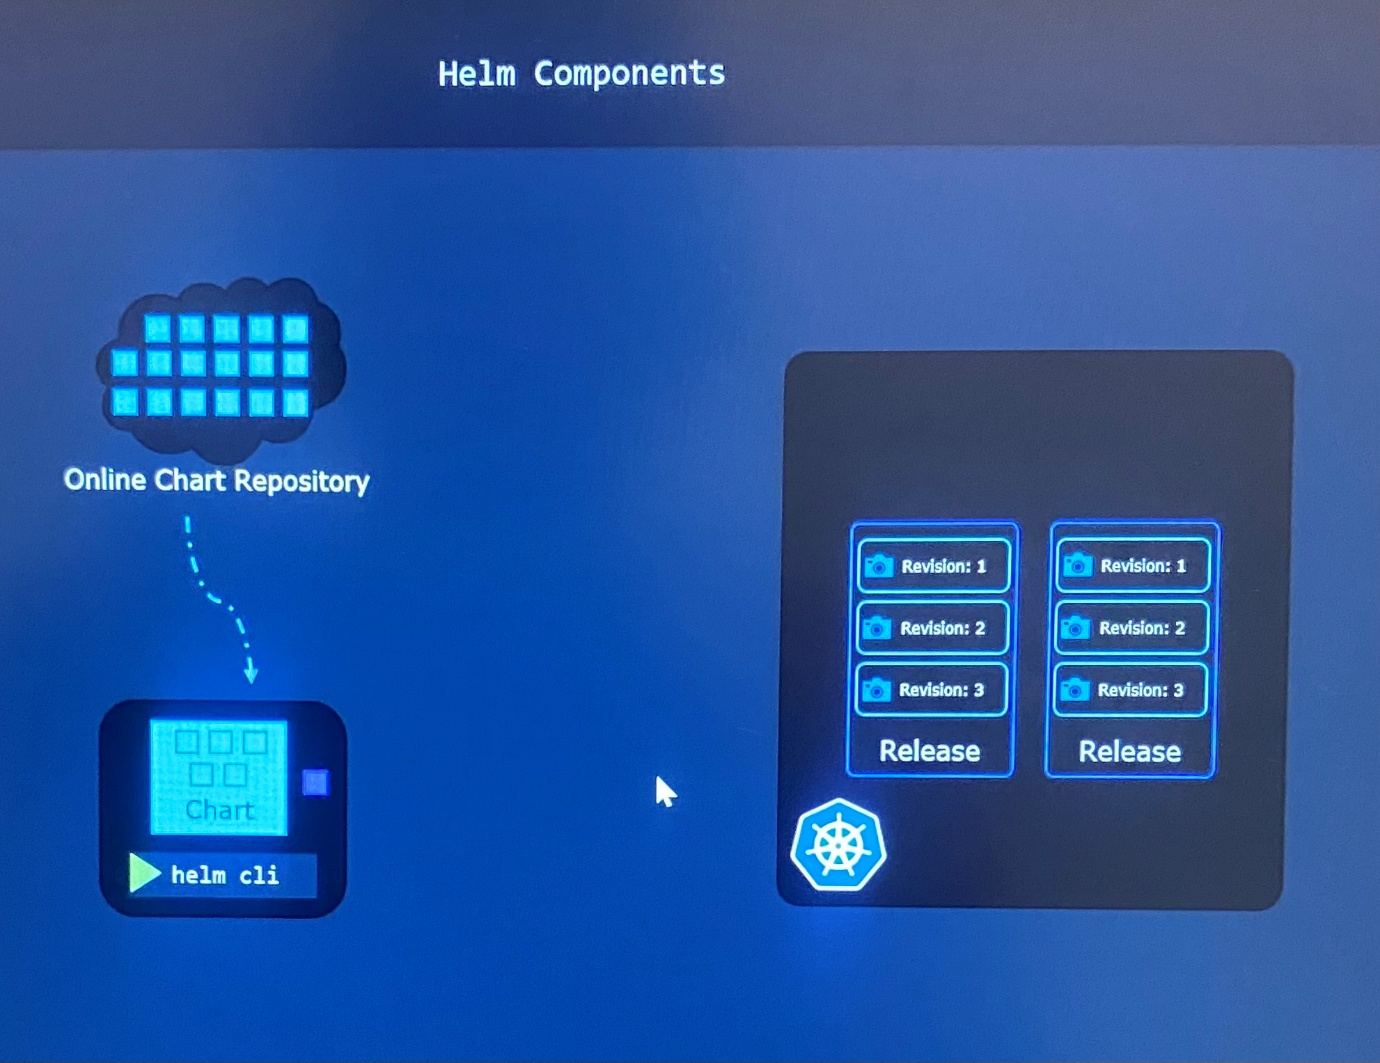 Helm Components
Online Chart Repository
Chart
helm cli
Revision: 1
Revision: 2
Revision: 3
Release
Revision: 1
Revision: 2
Revision: 3
Release